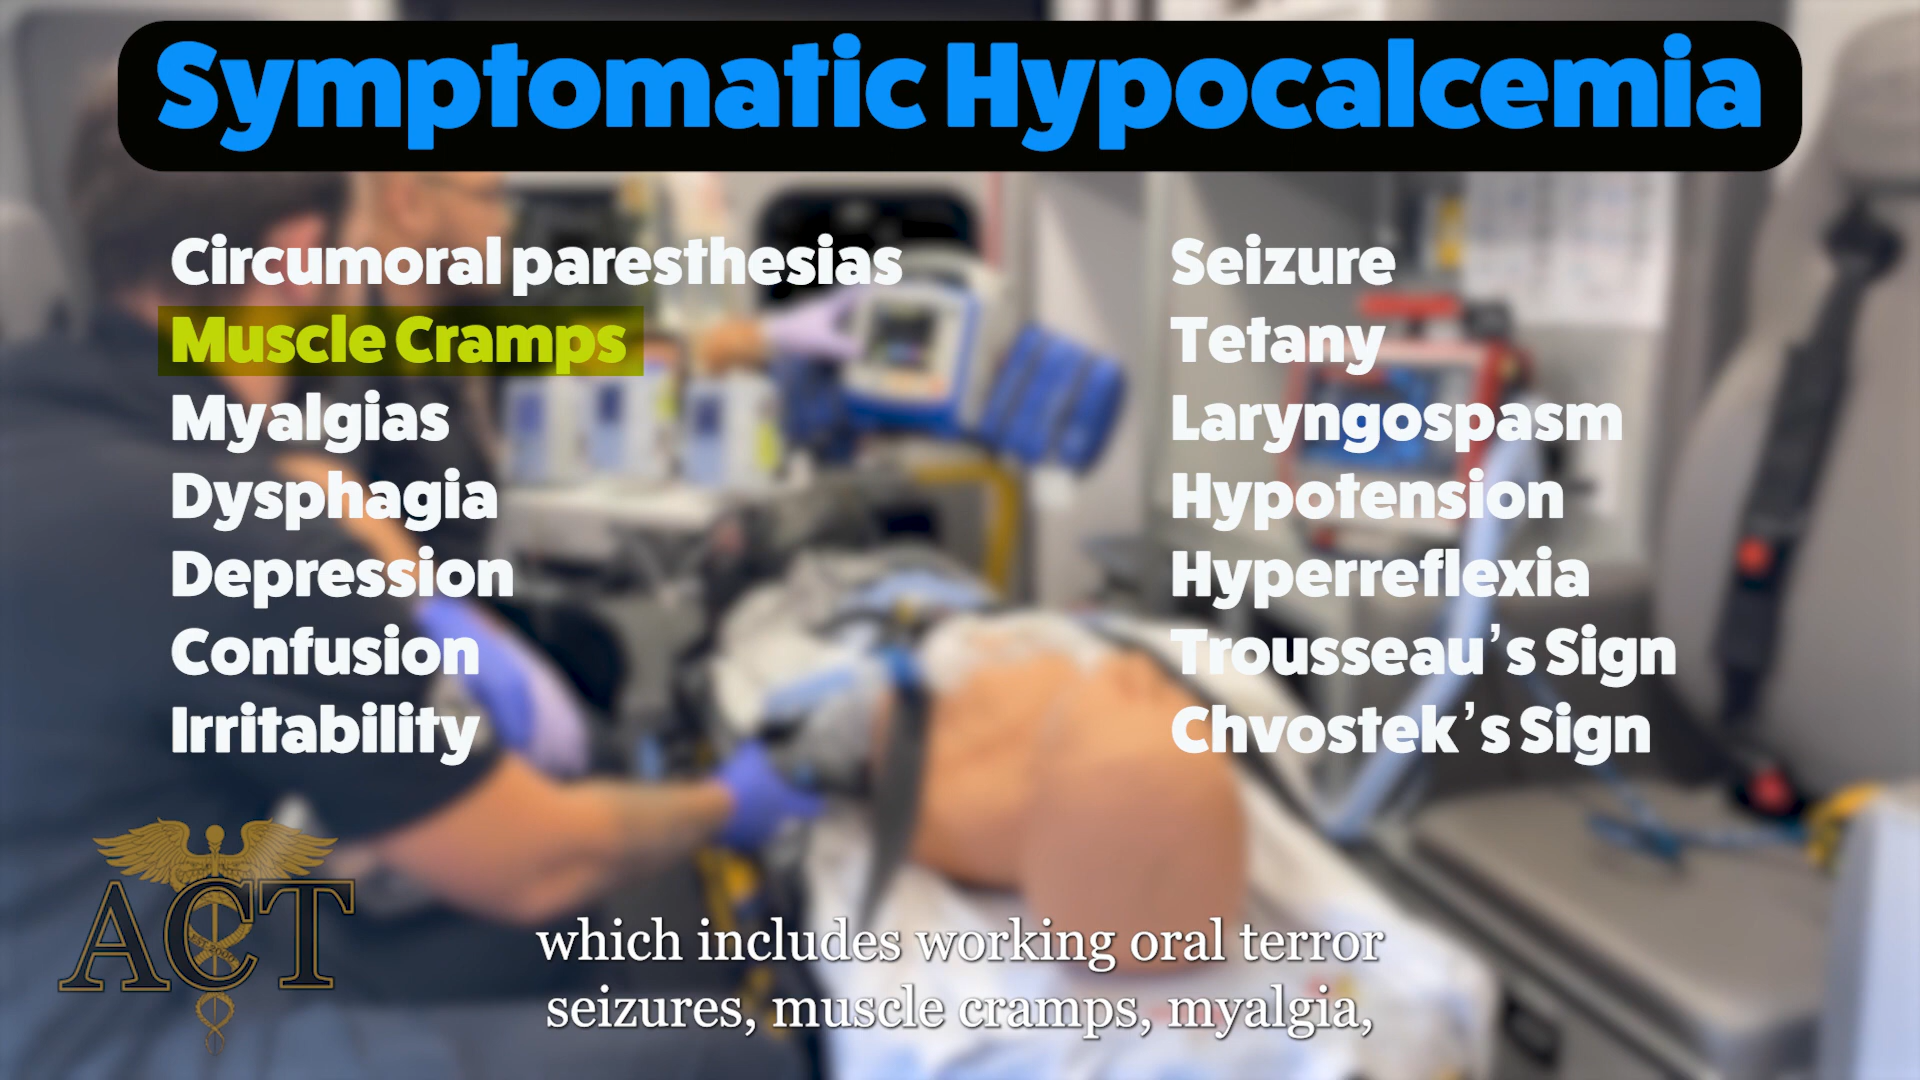 Symptomatic Hypocalcemia
Circumoral paresthesias
Muscle Cramps
Myalgias
Dysphagia
Depression
Confusion
Irritability
Seizure
Tetany
Laryngospasm
Hypotension
Hyperreflexia
Trousseau's Sign
Chvostek's Sign
ACT
which includes working oral terror
seizures, muscle cramps, myalgia,